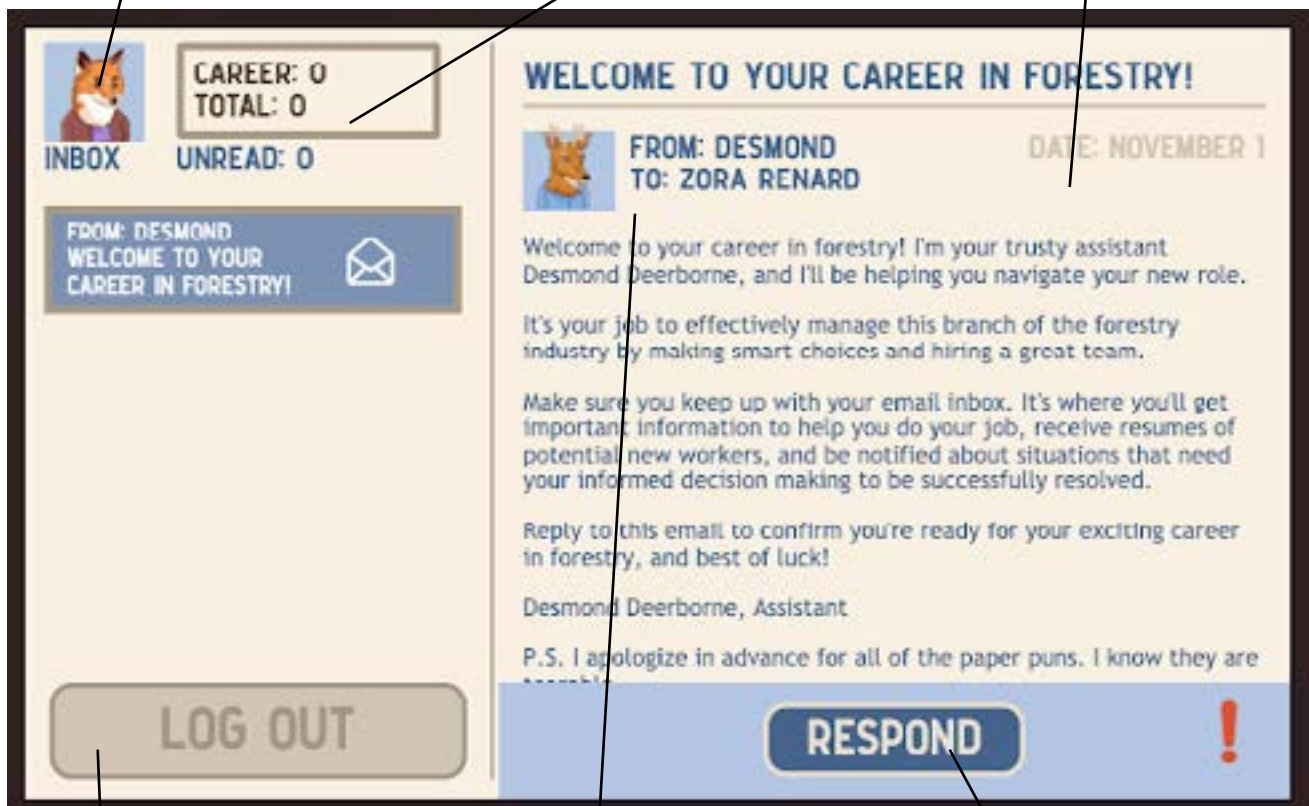 CAREER: 0
TOTAL: 0
INBOX
UNREAD: 0
FROM: DESMOND
WELCOME TO YOUR
CAREER IN FORESTRY!
LOG OUT
WELCOME TO YOUR CAREER IN FORESTRY!
FROM: DESMOND
TO: ZORA RENARD
DATE: NOVEMBER 1
Welcome to your career in forestry! I'm your trusty assistant
Desmond Deerborne, and I'll be helping you navigate your new role.
It's your job to effectively manage this branch of the forestry
industry by making smart choices and hiring a great team.
Make sure you keep up with your email inbox. It's where you'll get
important information to help you do your job, receive resumes of
potential new workers, and be notified about situations that need
your informed decision making to be successfully resolved.
Reply to this email to confirm you're ready for your exciting career
in forestry, and best of luck!
Desmond Deerborne, Assistant
P.S. I apologize in advance for all of the paper puns. I know they are
RESPOND
!